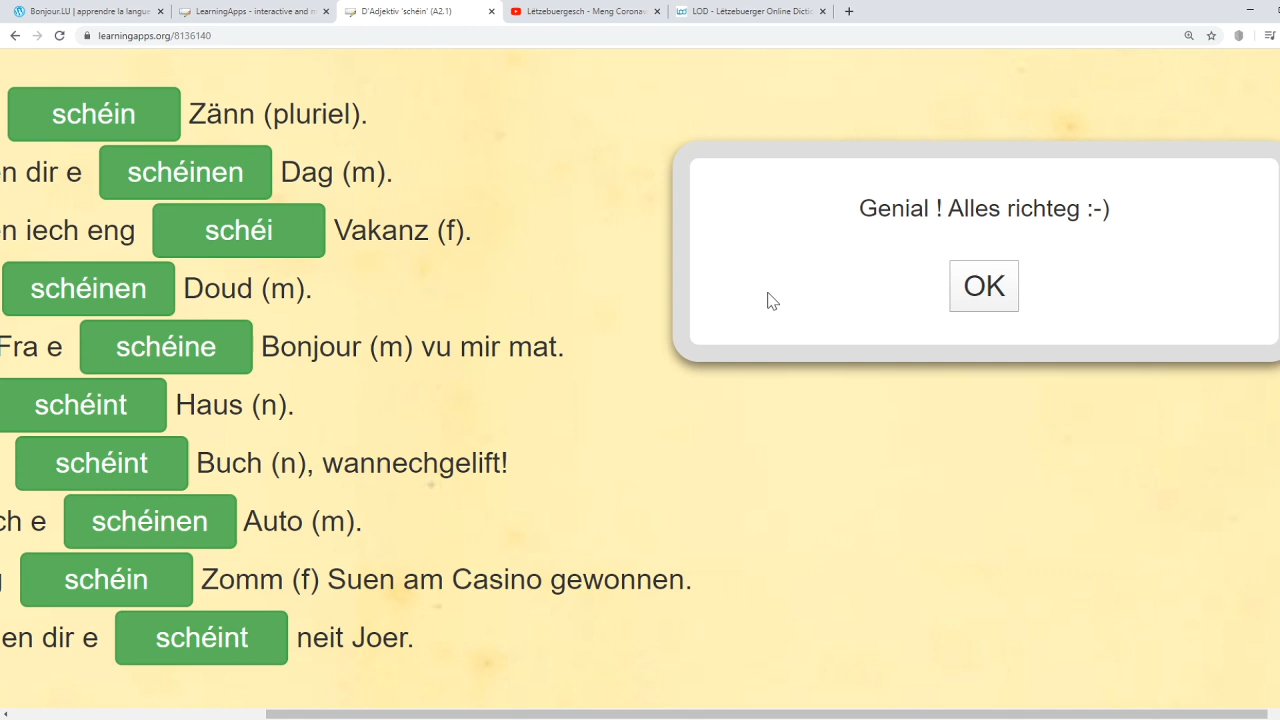 Bonjour.LU | apprendre la langue
LearningApps - interactive and m
D'Adjektiv 'schéin' (A2.1)
Lëtzebuergesch - Meng Coronav
LOD - Lëtzebuerger Online Dictio
learningapps.org/8136140
schéin Zänn (pluriel).
n dir e schéinen Dag (m).
n iech eng schéi Vakanz (f).
schéinen Doud (m).
Fra e schéine Bonjour (m) vu mir mat.
schéint Haus (n).
schéint Buch (n), wannechgelift!
ch e schéinen Auto (m).
schéin Zomm (f) Suen am Casino gewonnen.
en dir e schéint neit Joer.
Genial ! Alles richteg :-)
OK